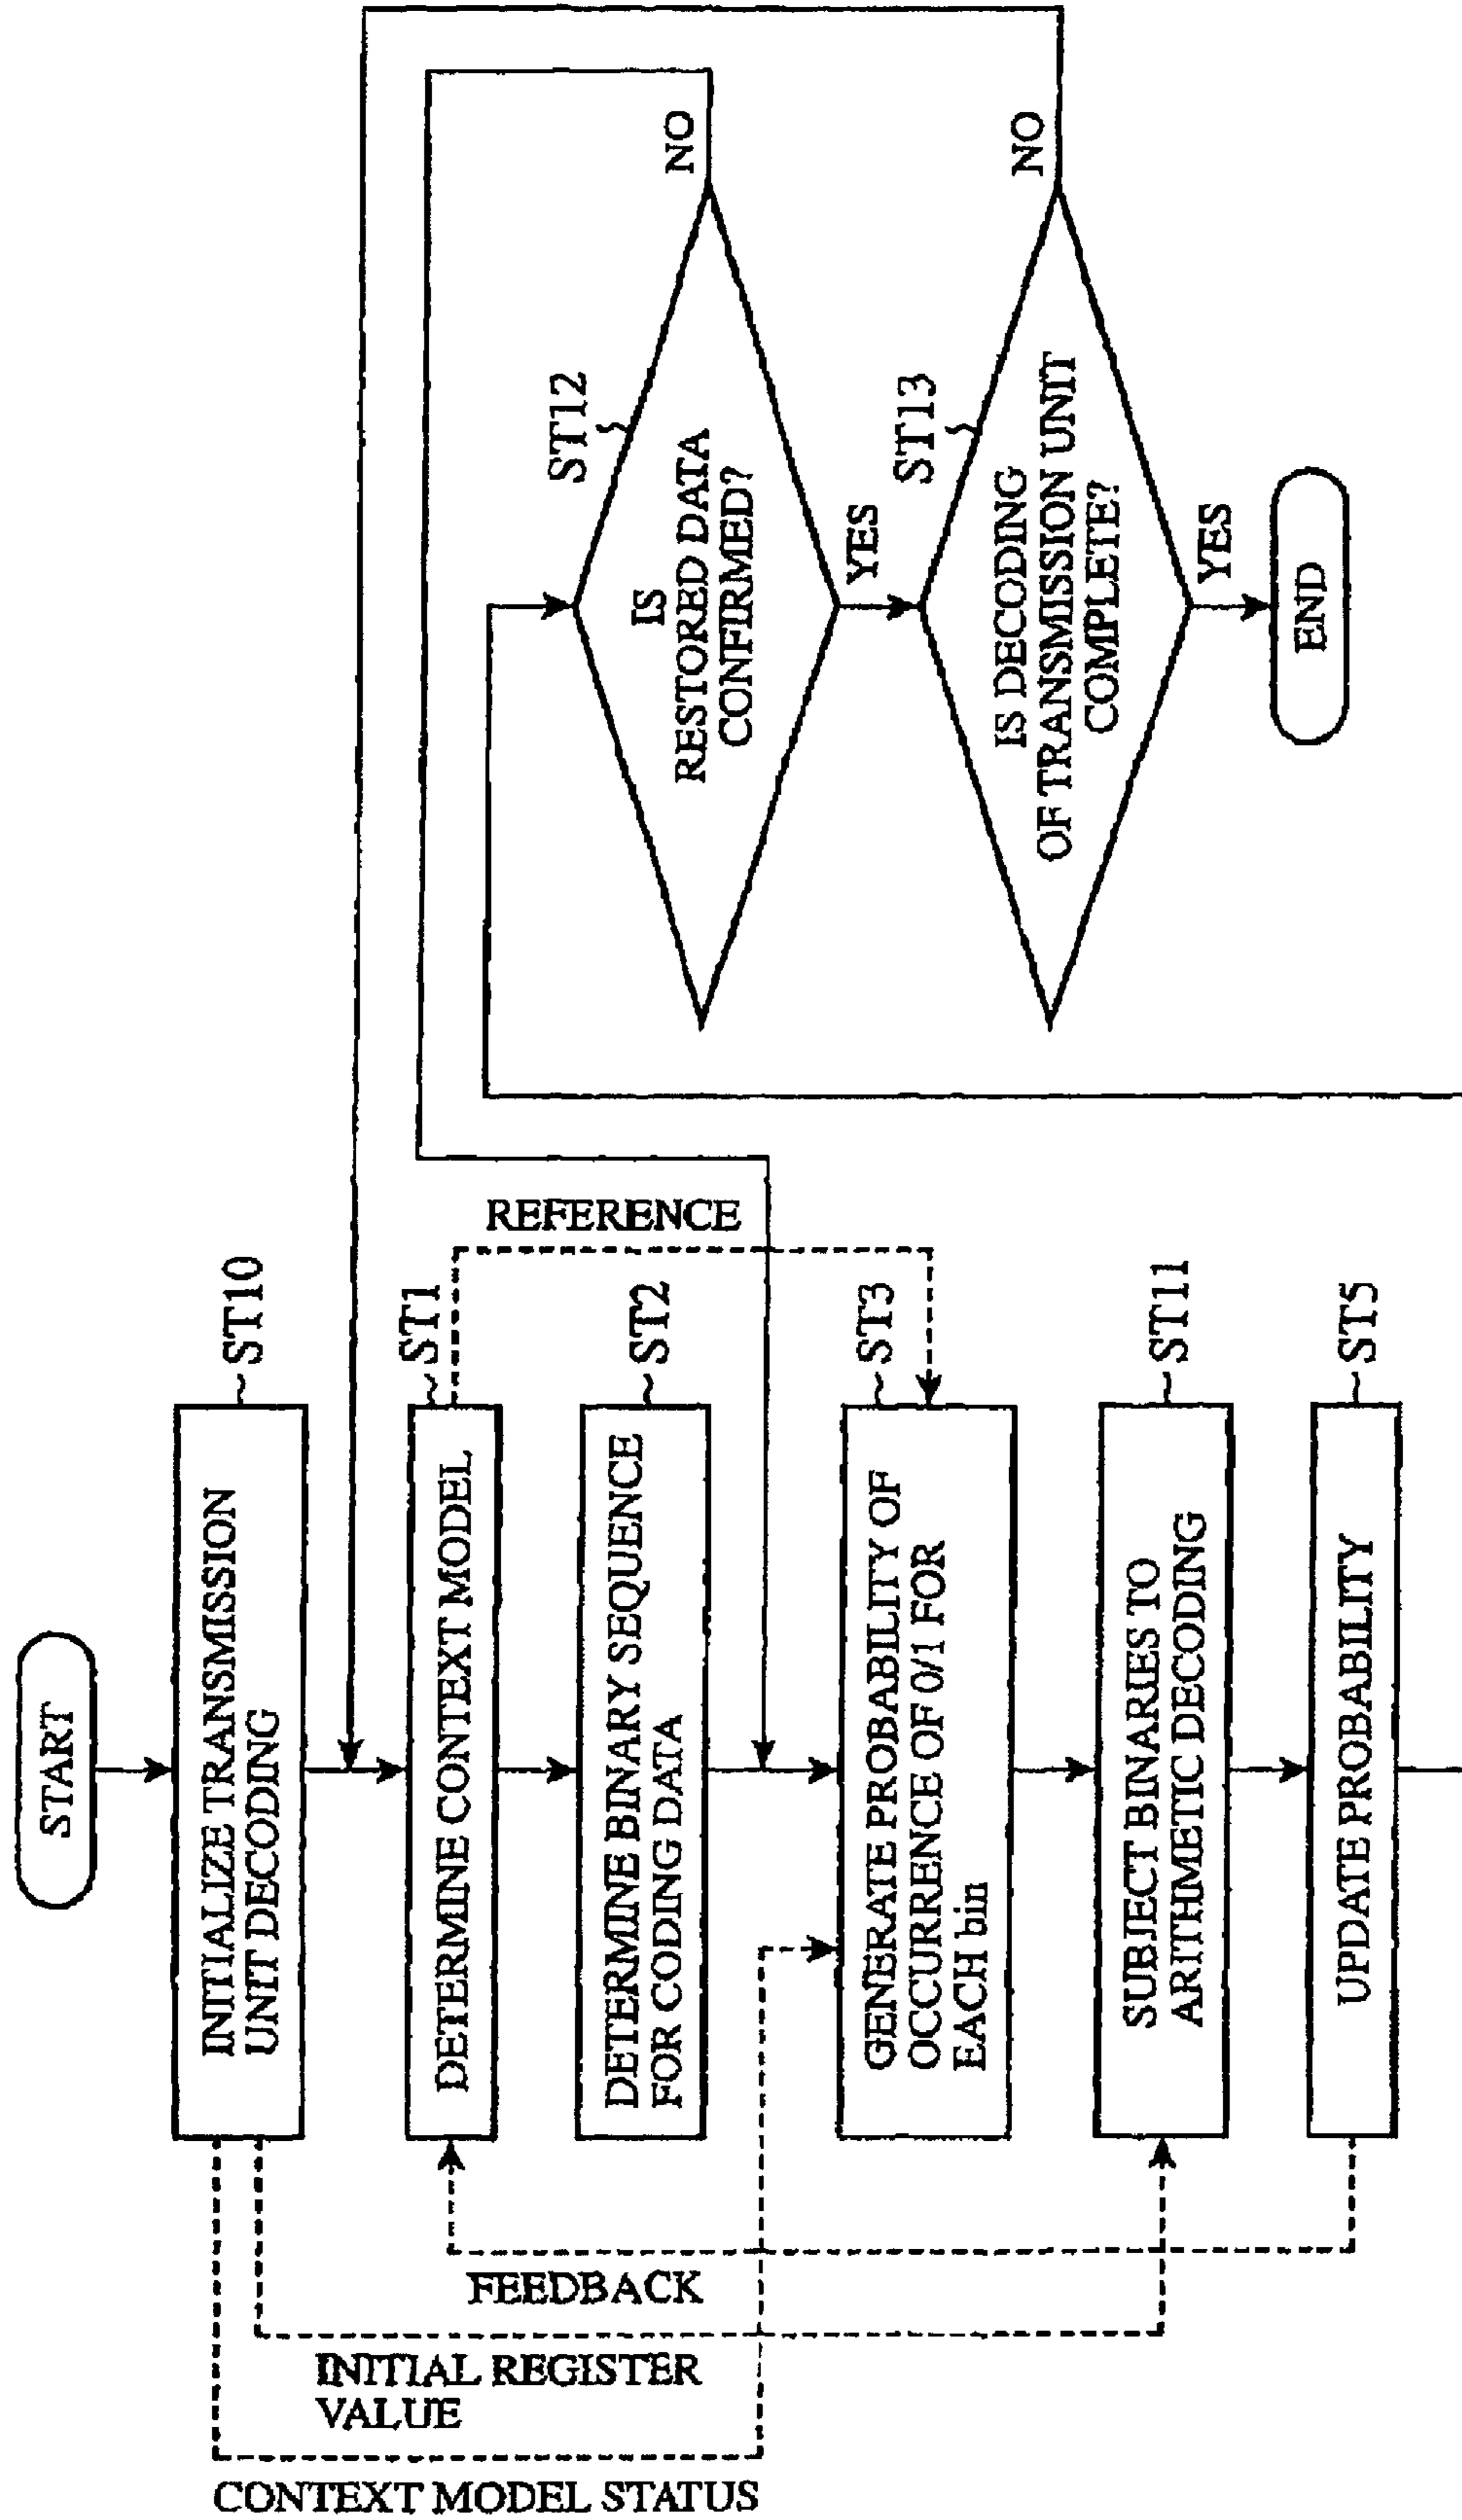 START
INITIALIZE TRANSMISSION
UNIT DECODING
ST10
DETERMINE CONTEXT MODEL
ST1
DETERMINE BINARY SEQUENCE
FOR CODING DATA
ST2
REFERENCE
GENERATE PROBABILITY OF
OCCURRENCE OF 0/1 FOR
EACH bin
ST3
SUBJECT BINARIES TO
ARITHMETIC DECODING
ST11
UPDATE PROBABILITY
ST5
FEEDBACK
INITIAL REGISTER
VALUE
CONTEXT MODEL STATUS
IS
RESTORED DATA
CONFIRMED?
ST12
NO
YES
IS DECODING
OF TRANSMISSION UNIT
COMPLETE?
ST13
NO
YES
END